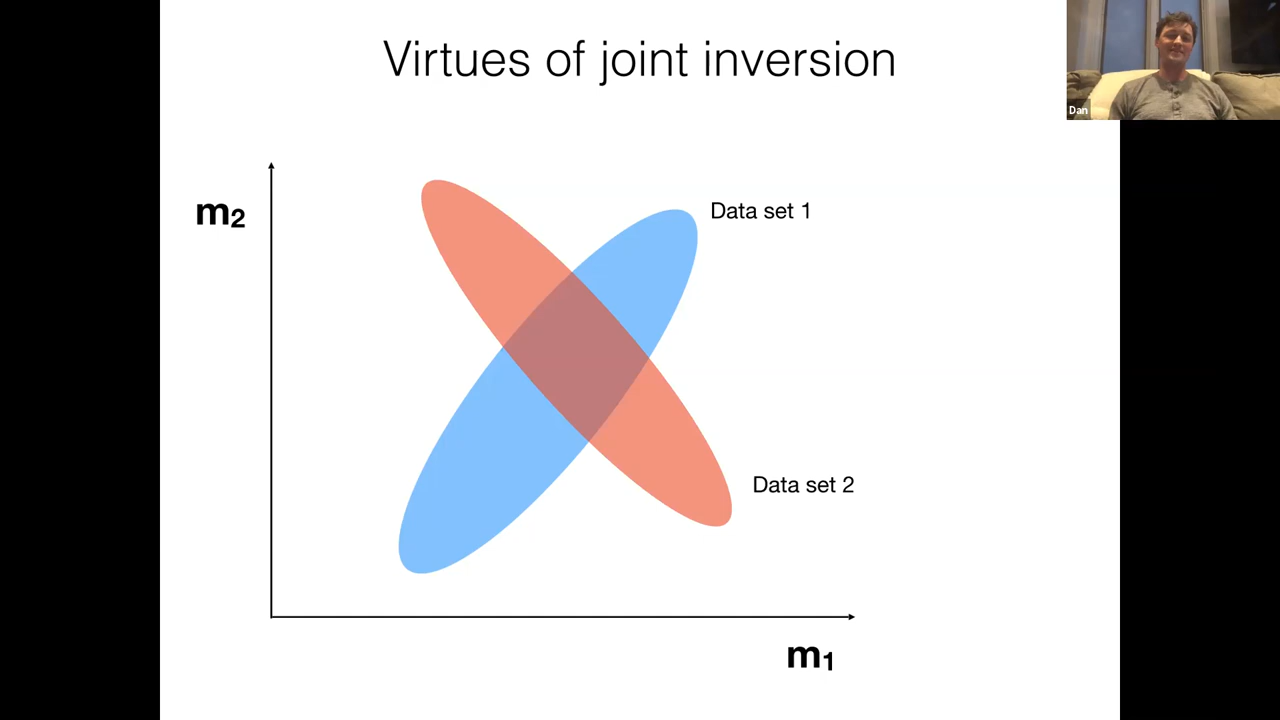 Virtues of joint inversion
Dan
m2
Data set 1
Data set 2
m1